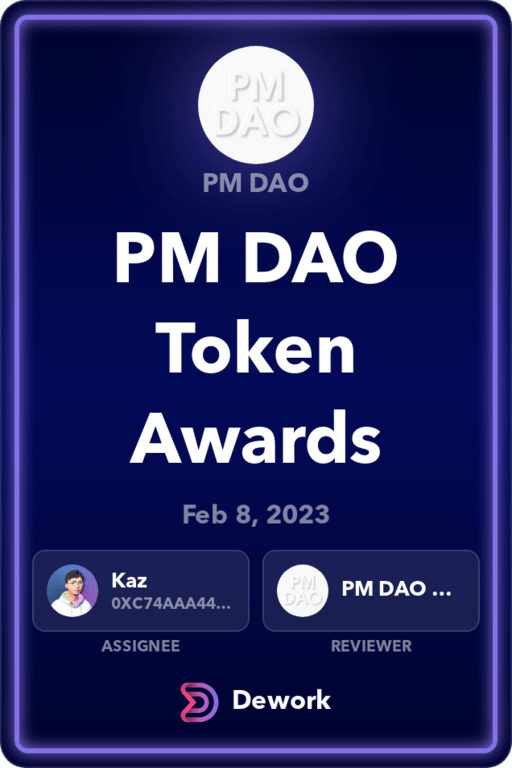 PM
DAO
PM DAO
PM DAO
Token
Awards
Feb 8, 2023
Kaz
0XC74AAA44...
ASSIGNEE
PM
DAO
PM DAO ...
REVIEWER
Dework